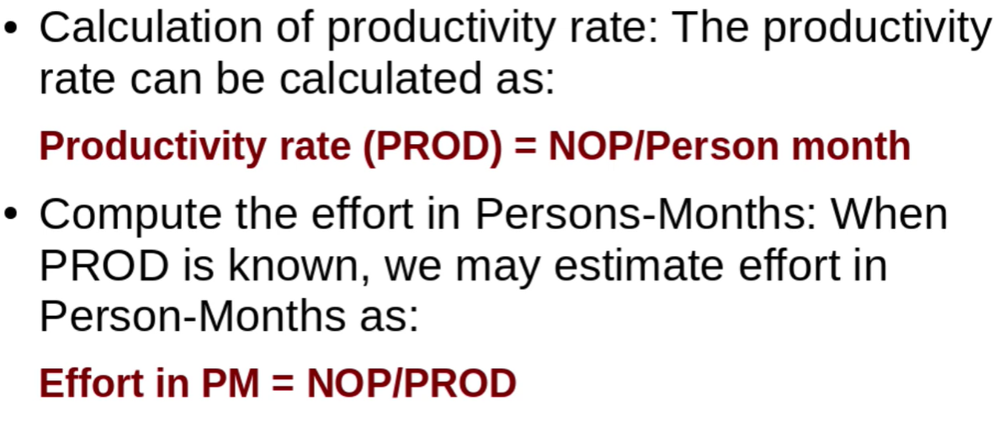 • Calculation of productivity rate: The productivity
rate can be calculated as:
Productivity rate (PROD) = NOP/Person month
• Compute the effort in Persons-Months: When
PROD is known, we may estimate effort in
Person-Months as:
Effort in PM = NOP/PROD